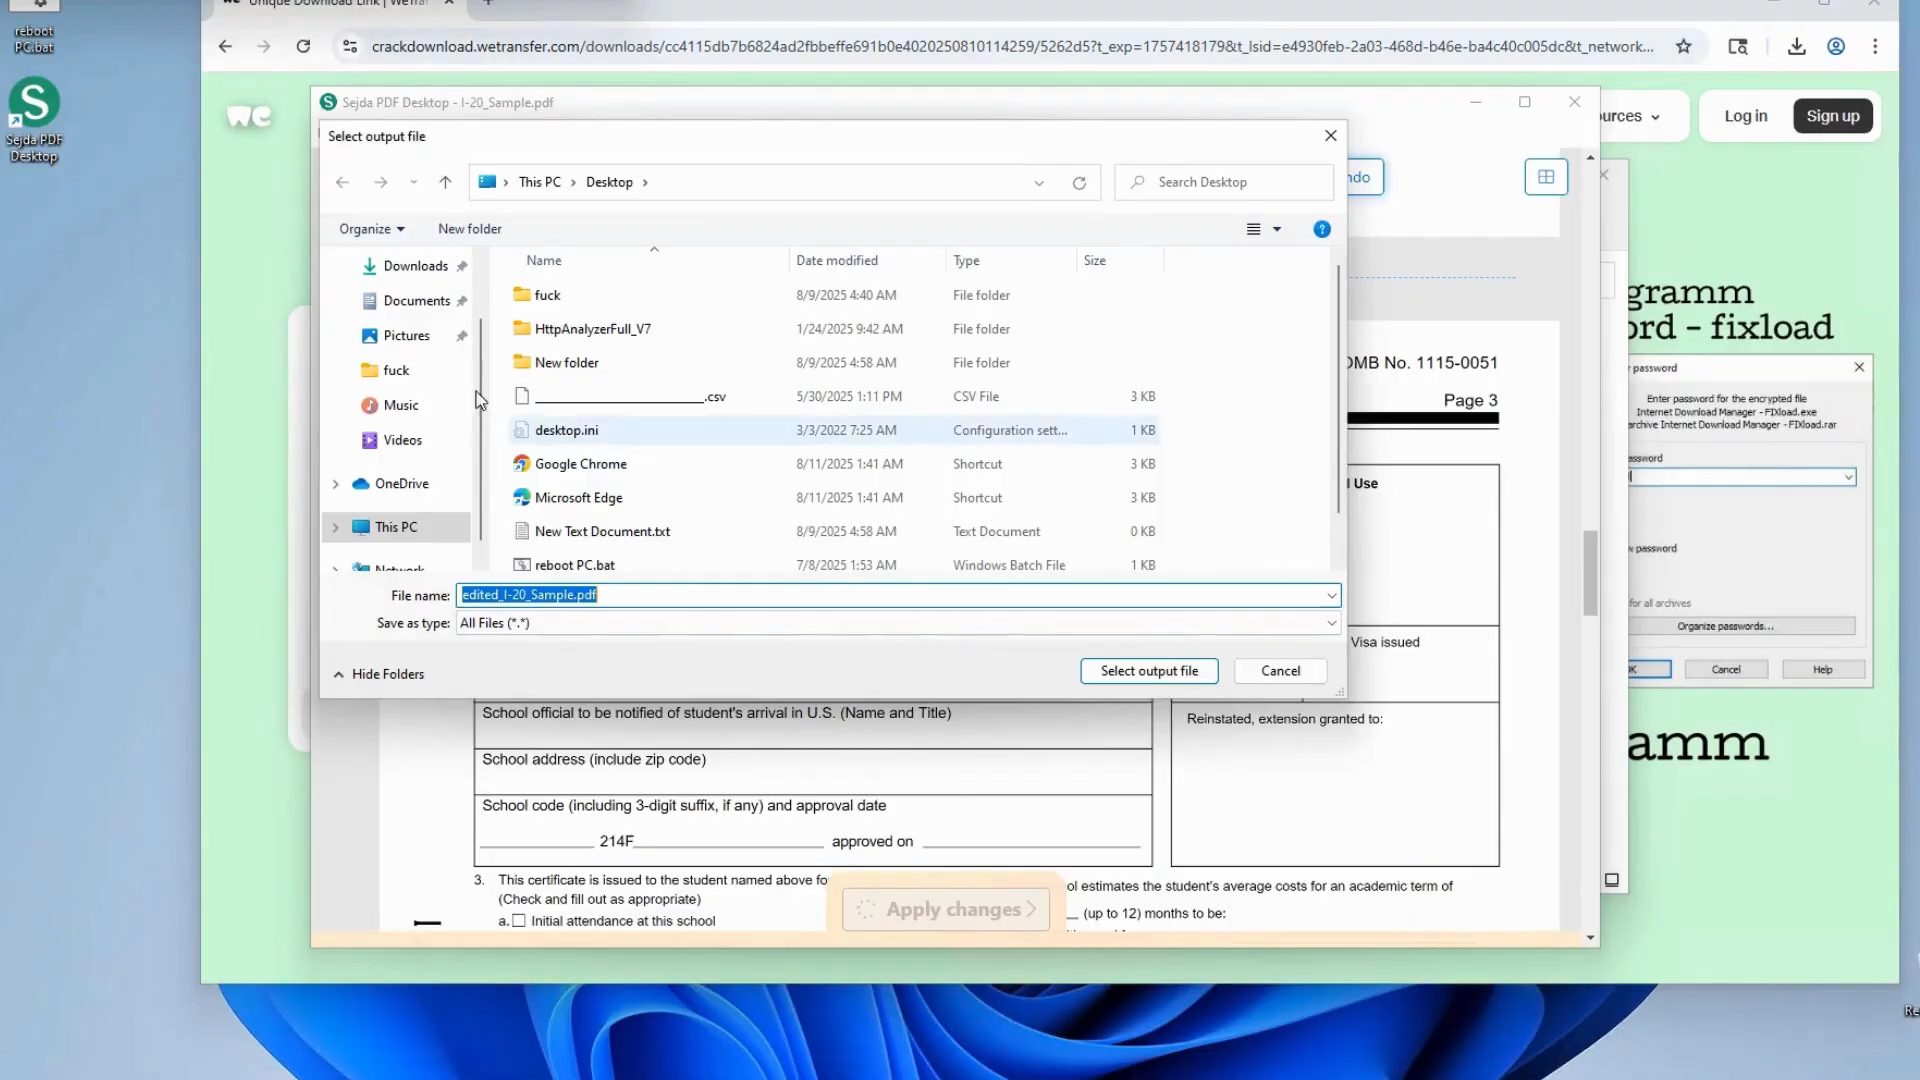 reboot
PC.bat
Sejda PDF
Desktop
Unique Download Link | WeTra
crackdownload.wetransfer.com/downloads/cc4115db7b6824ad2fbbeffe691b0e4020250810114259/5262d5?t_exp=1757418179&t_lsid=e4930feb-2a03-468d-b46e-ba4c40c005dc&t_network...
we
urces
Log in
Sign up
S
Sejda PDF Desktop - I-20_Sample.pdf
Select output file
This PC
Desktop
Search Desktop
ndo
Organize
New folder
?
Name
Date modified
Type
Size
Downloads
Documents
Pictures
fuck
Music
Videos
OneDrive
This PC
Network
fuck 8/9/2025 4:40 AM File folder
HttpAnalyzerFull_V7 1/24/2025 9:42 AM File folder
New folder 8/9/2025 4:58 AM File folder
________________________.csv 5/30/2025 1:11 PM CSV File 3 KB
desktop.ini 3/3/2022 7:25 AM Configuration sett... 1 KB
Google Chrome 8/11/2025 1:41 AM Shortcut 3 KB
Microsoft Edge 8/11/2025 1:41 AM Shortcut 3 KB
New Text Document.txt 8/9/2025 4:58 AM Text Document 0 KB
reboot PC.bat 7/8/2025 1:53 AM Windows Batch File 1 KB
File name: edited_I-20_Sample.pdf
Save as type: All Files (*.*)
Hide Folders
Select output file
Cancel
OMB No. 1115-0051
Page 3
l Use
Visa issued
Reinstated, extension granted to:
School official to be notified of student's arrival in U.S. (Name and Title)
School address (include zip code)
School code (including 3-digit suffix, if any) and approval date
214F
approved on
3. This certificate is issued to the student named above fo
(Check and fill out as appropriate)
a. Initial attendance at this school
ol estimates the student's average costs for an academic term of
(up to 12) months to be:
Apply changes
gramm
ord - fixload
password
Enter password for the encrypted file
Internet Download Manager - FIXload.exe
archive Internet Download Manager - FIXload.rar
assword
w password
for all archives
Organize passwords...
OK
Cancel
Help
amm
Re